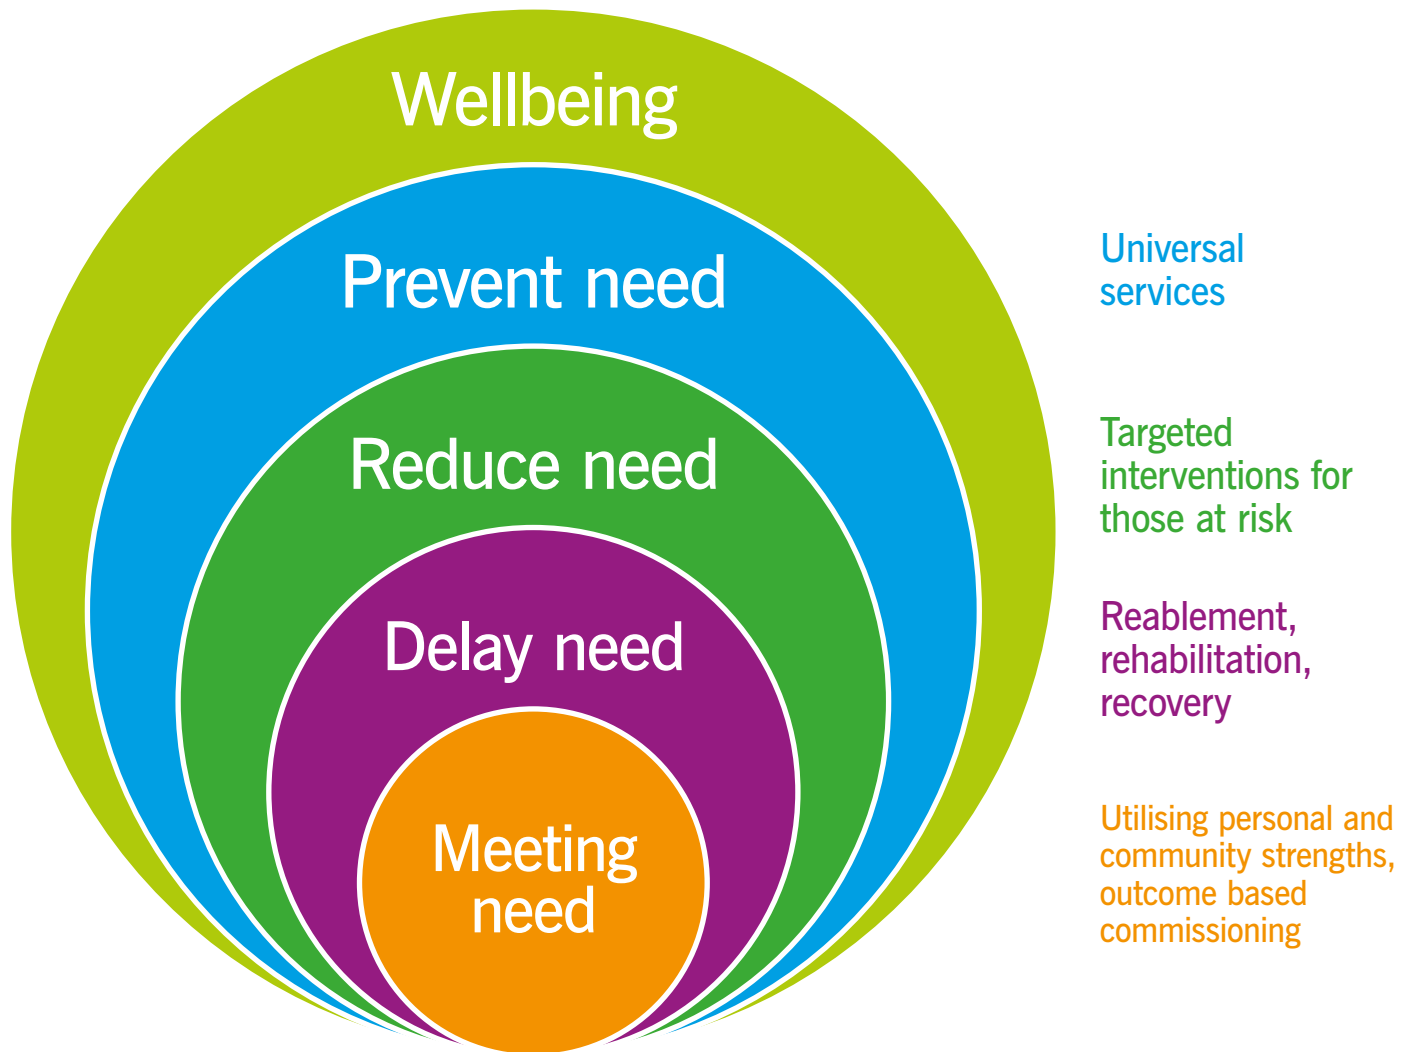 Wellbeing
Prevent need
Universal
services
Reduce need
Targeted
interventions for
those at risk
Delay need
Reablement,
rehabilitation,
recovery
Meeting
need
Utilising personal and
community strengths,
outcome based
commissioning